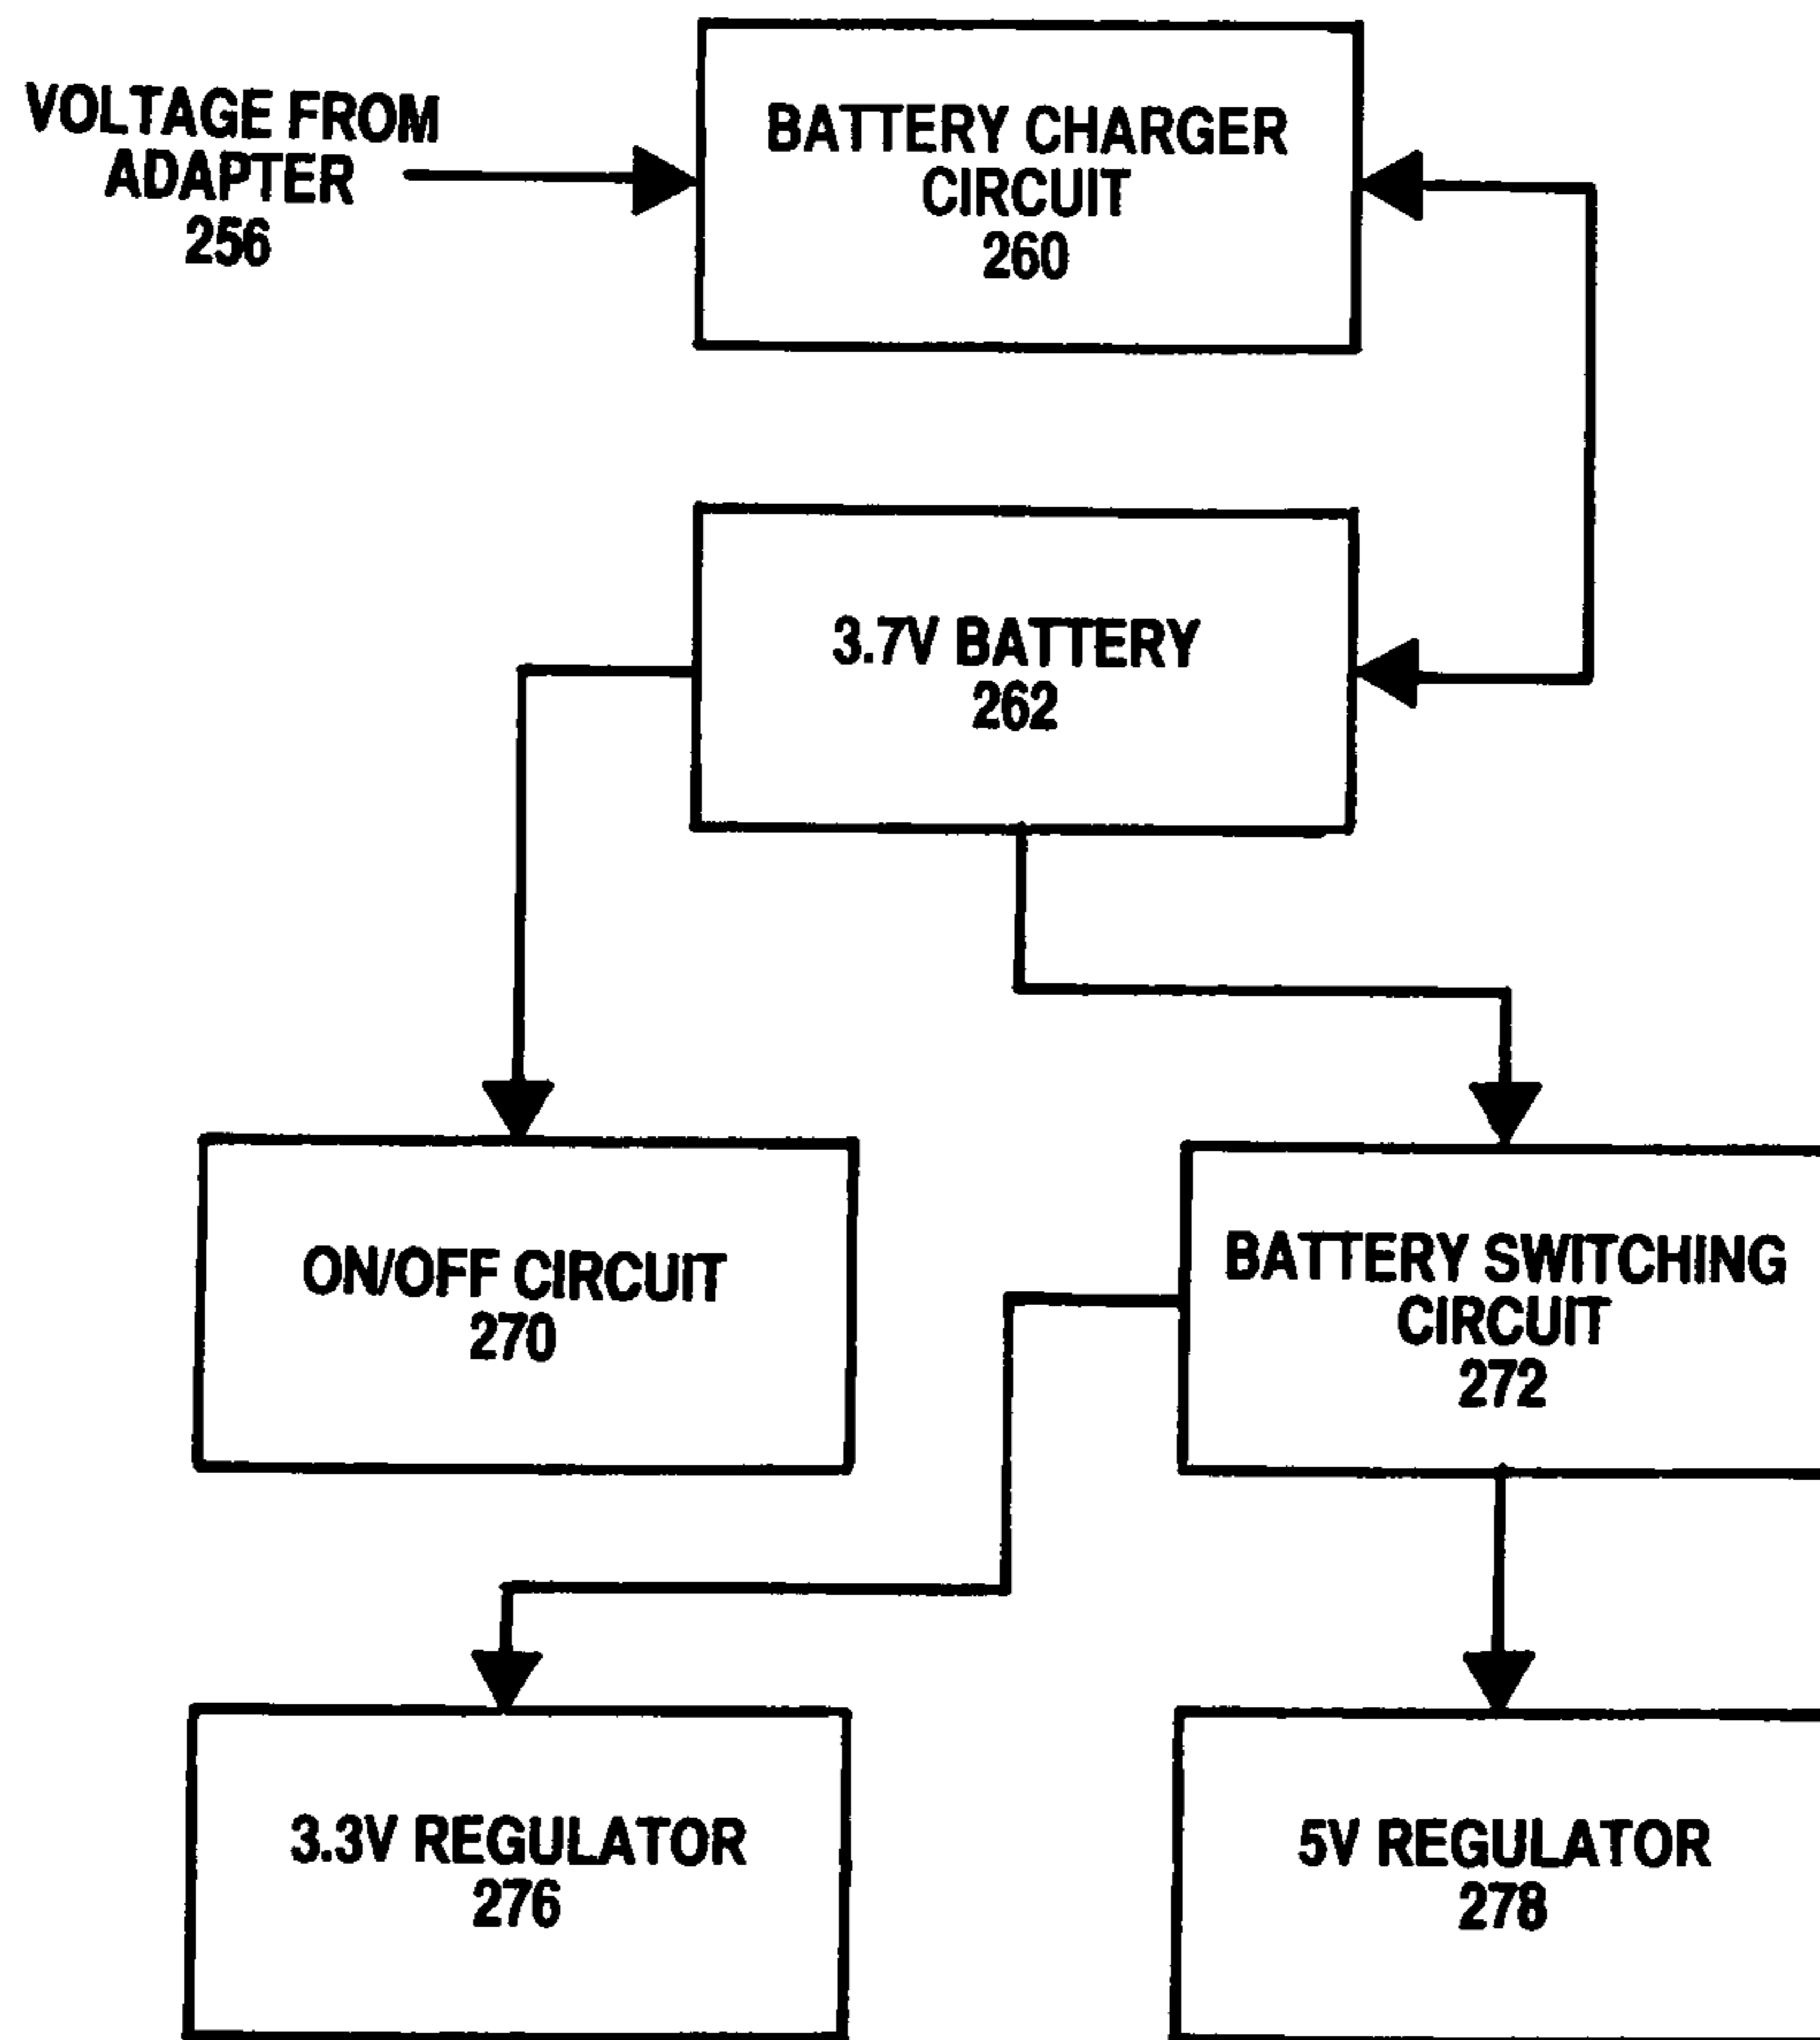 VOLTAGE FROM
ADAPTER
256
BATTERY CHARGER
CIRCUIT
260
3.7V BATTERY
262
ON/OFF CIRCUIT
270
BATTERY SWITCHING
CIRCUIT
272
3.3V REGULATOR
276
5V REGULATOR
278